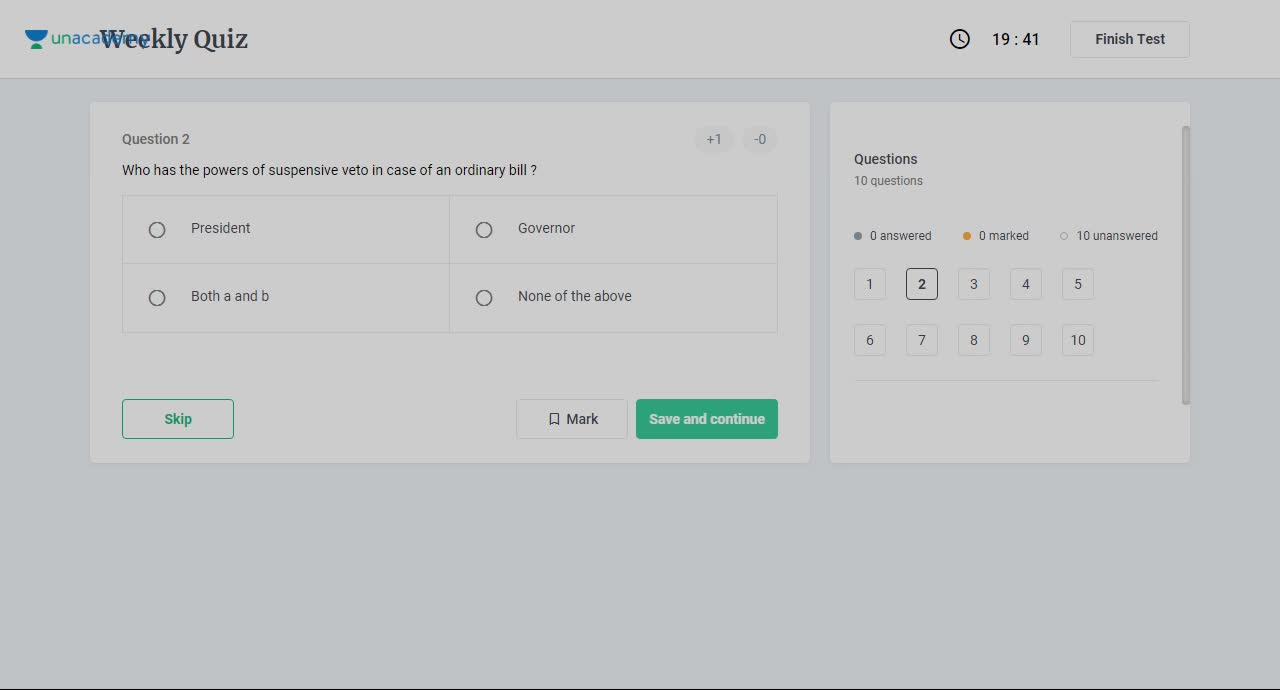 unacademy Weekly Quiz
19 : 41
Finish Test
Question 2
+1
-0
Who has the powers of suspensive veto in case of an ordinary bill ?
President
Governor
Both a and b
None of the above
Skip
Mark
Save and continue
Questions
10 questions
0 answered
0 marked
10 unanswered
1 2 3 4 5
6 7 8 9 10